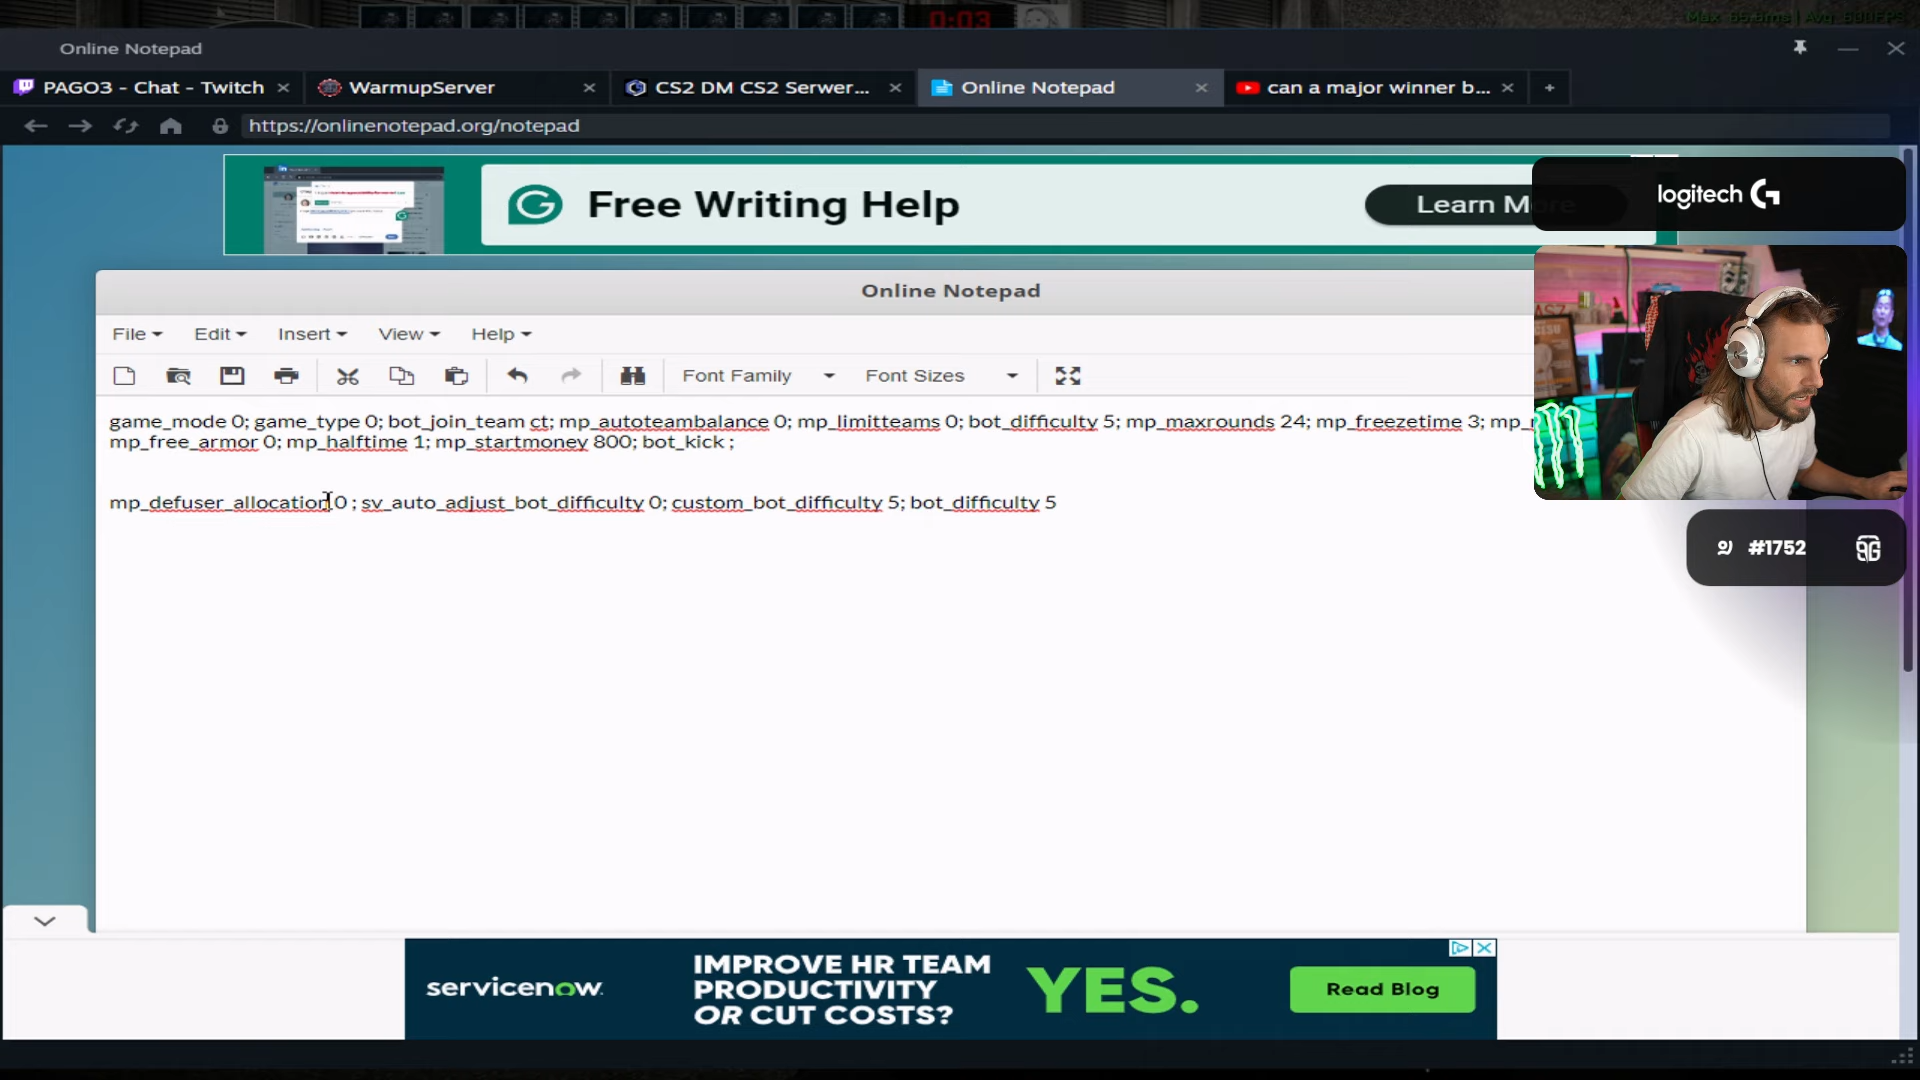 0:03
Online Notepad
PAGO3 - Chat - Twitch
WarmupServer
CS2 DM CS2 Serwer...
Online Notepad
can a major winner b...
https://onlinenotepad.org/notepad
Free Writing Help
Learn More
logitech G
Online Notepad
File
Edit
Insert
View
Help
Font Family
Font Sizes
game_mode 0; game_type 0; bot_join_team ct; mp_autoteambalance 0; mp_limitteams 0; bot_difficulty 5; mp_maxrounds 24; mp_freezetime 3;
mp_free_armor 0; mp_halftime 1; mp_startmoney 800; bot_kick ;
mp_defuser_allocation 0 ; sv_auto_adjust_bot_difficulty 0; custom_bot_difficulty 5; bot_difficulty 5
#1752
servicenow.
IMPROVE HR TEAM
PRODUCTIVITY
OR CUT COSTS?
YES.
Read Blog